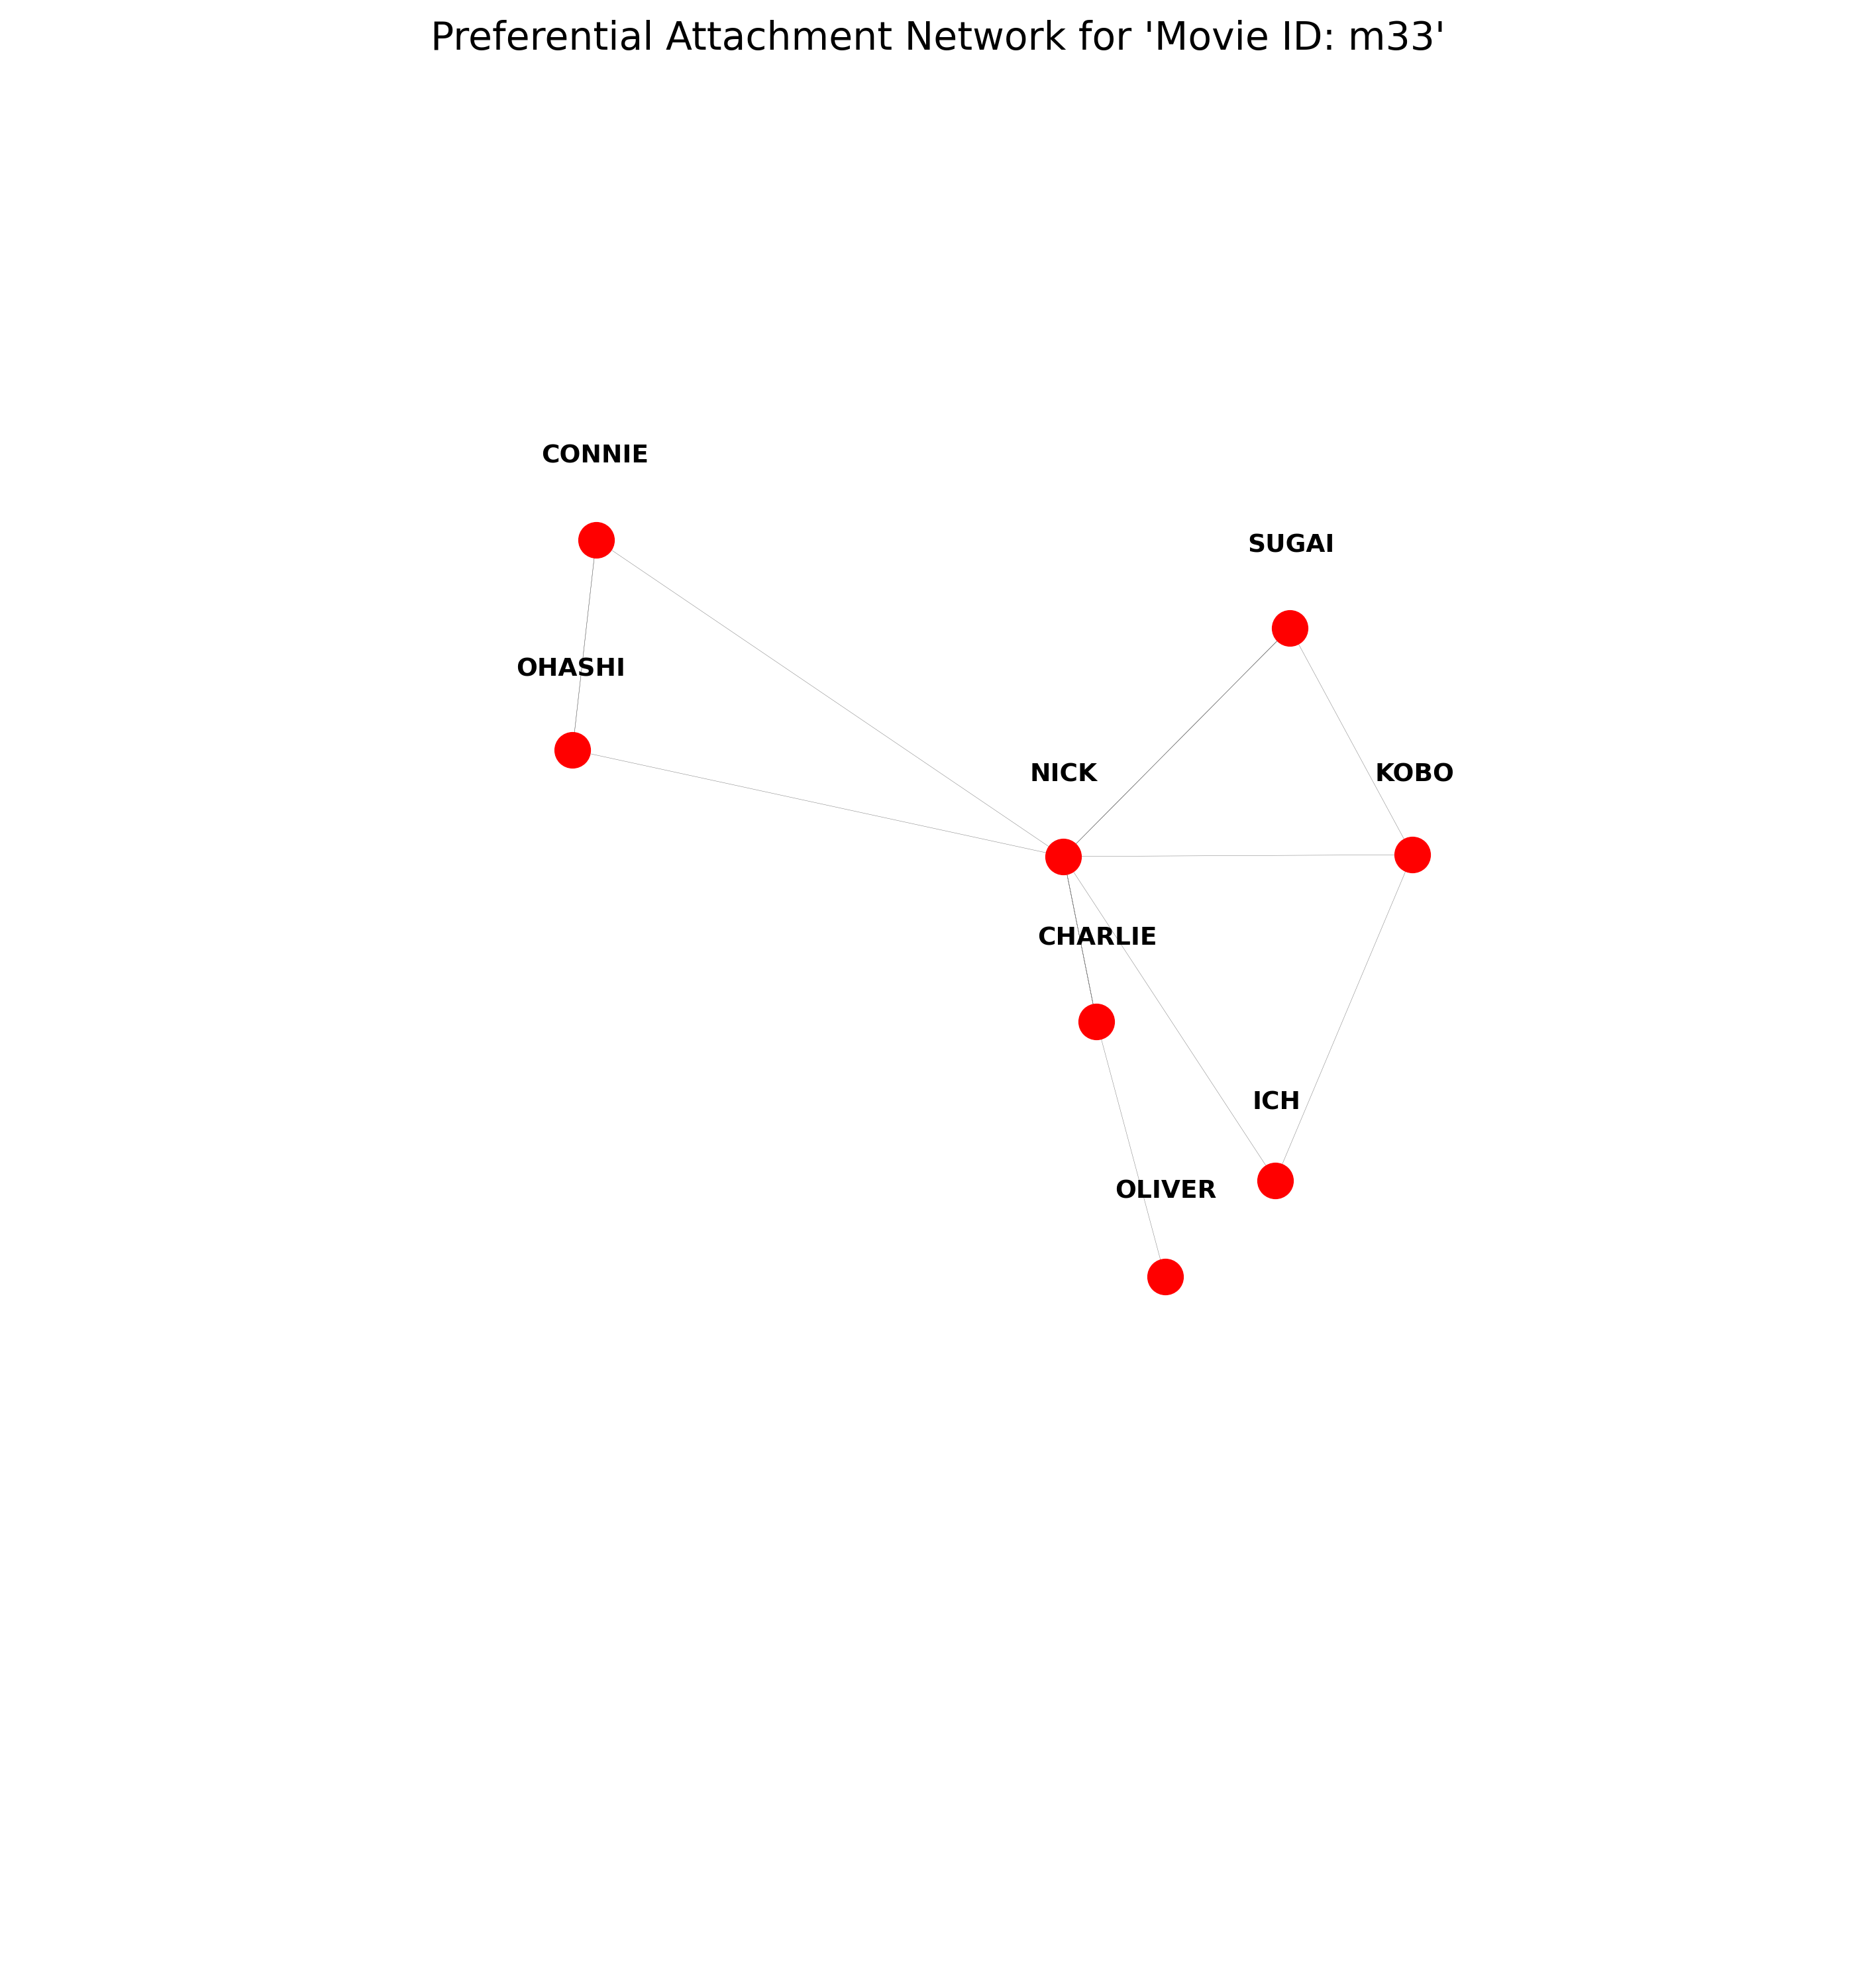 Preferential Attachment Network for 'Movie ID: m33'
CONNIE
SUGAI
OHASHI
NICK
KOBO
CHARLIE
ICH
OLIVER